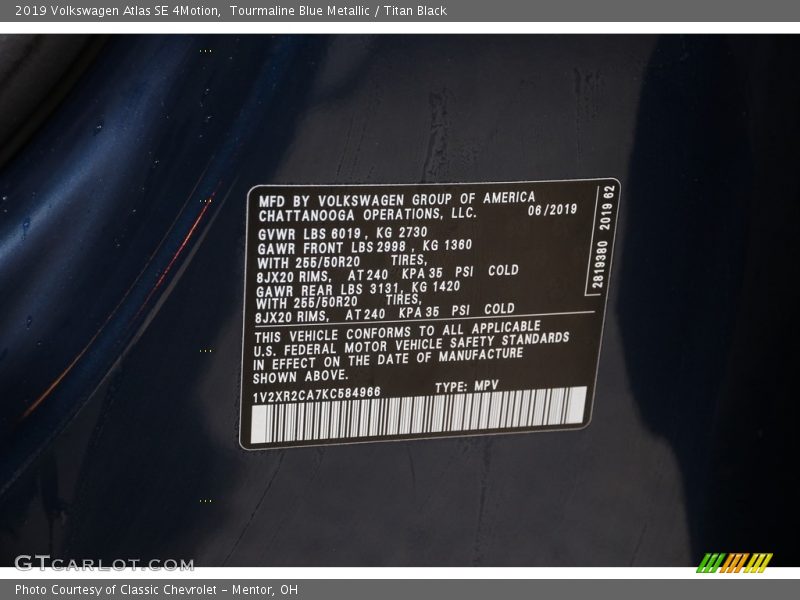 2019 Volkswagen Atlas SE 4Motion,  Tourmaline Blue Metallic / Titan Black
MFD BY VOLKSWAGEN GROUP OF AMERICA
CHATTANOOGA OPERATIONS, LLC. 06/2019
GVWR LBS 6019 , KG 2730
GAWR FRONT LBS 2998 , KG 1360
WITH 255/50R20 TIRES,
8JX20 RIMS, AT 240 KPA 35 PSI COLD
GAWR REAR LBS 3131, KG 1420
WITH 255/50R20 TIRES,
8JX20 RIMS, AT 240 KPA 35 PSI COLD
THIS VEHICLE CONFORMS TO ALL APPLICABLE
U.S. FEDERAL MOTOR VEHICLE SAFETY STANDARDS
IN EFFECT ON THE DATE OF MANUFACTURE
SHOWN ABOVE.
1V2XR2CA7KC584966 TYPE: MPV
2819380 2019 62
GTCARLOT.COM
Photo Courtesy of Classic Chevrolet - Mentor, OH